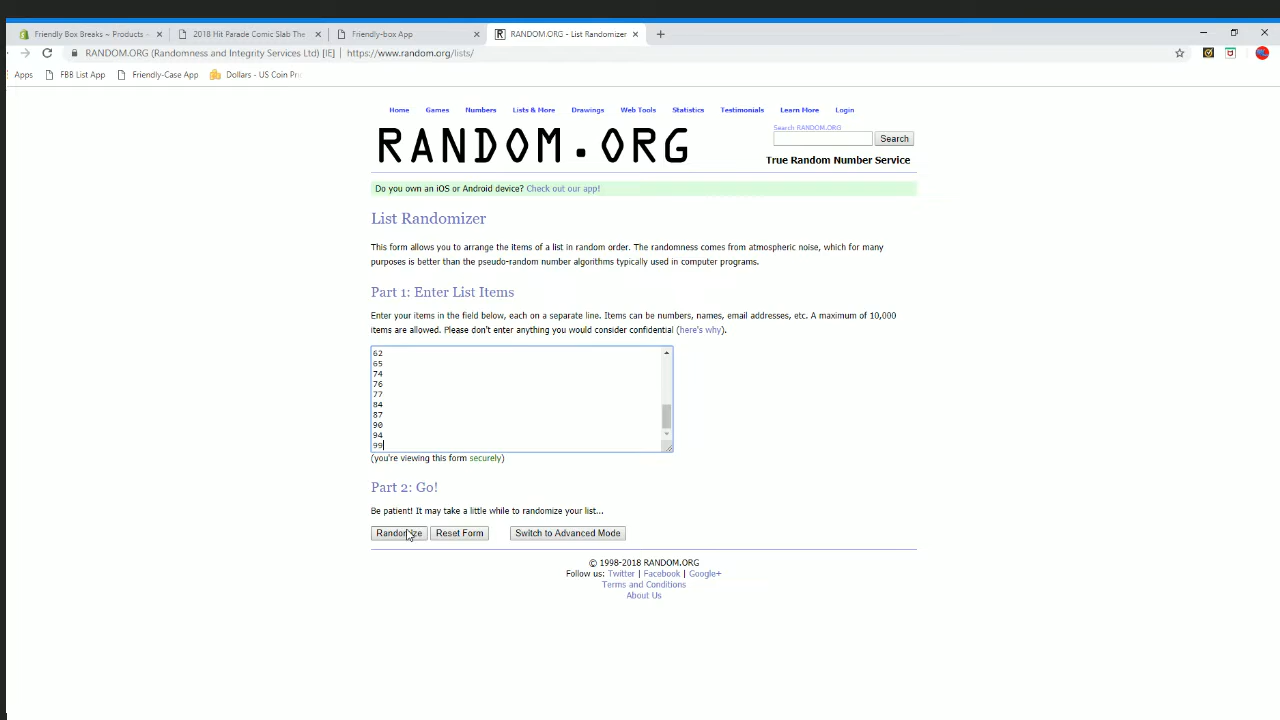 Friendly Box Breaks ~ Products ~
2018 Hit Parade Comic Slab The
Friendly-box App
RANDOM.ORG - List Randomizer
RANDOM.ORG (Randomness and Integrity Services Ltd) [IE] | https://www.random.org/lists/
Apps FBB List App Friendly-Case App Dollars - US Coin Pri
Home Games Numbers Lists & More Drawings Web Tools Statistics Testimonials Learn More Login
Search RANDOM.ORG
RANDOM.ORG
Search
True Random Number Service
Do you own an iOS or Android device? Check out our app!
List Randomizer
This form allows you to arrange the items of a list in random order. The randomness comes from atmospheric noise, which for many
purposes is better than the pseudo-random number algorithms typically used in computer programs.
Part 1: Enter List Items
Enter your items in the field below, each on a separate line. Items can be numbers, names, email addresses, etc. A maximum of 10,000
items are allowed. Please don't enter anything you would consider confidential (here's why).
62
65
74
76
77
84
87
90
94
99
(you're viewing this form securely)
Part 2: Go!
Be patient! It may take a little while to randomize your list...
Randomize Reset Form Switch to Advanced Mode
© 1998-2018 RANDOM.ORG
Follow us: Twitter | Facebook | Google+
Terms and Conditions
About Us